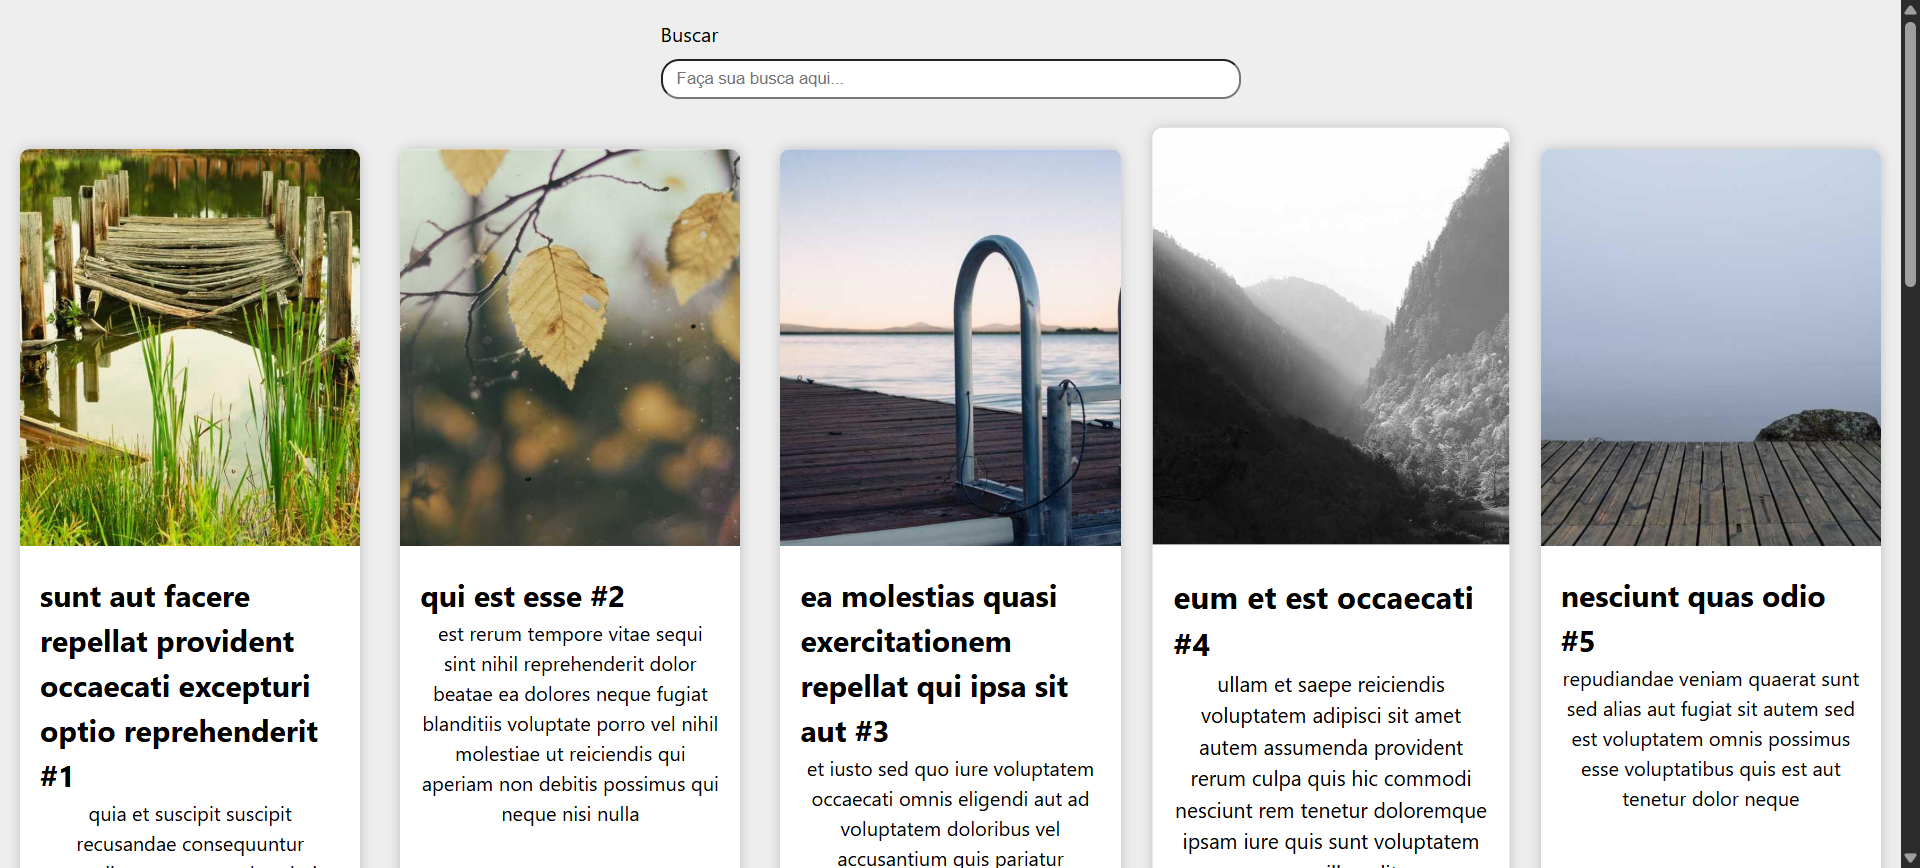 Buscar
Faça sua busca aqui...
sunt aut facere
repellat provident
occaecati excepturi
optio reprehenderit
#1
quia et suscipit suscipit
recusandae consequuntur
qui est esse #2
est rerum tempore vitae sequi
sint nihil reprehenderit dolor
beatae ea dolores neque fugiat
blanditiis voluptate porro vel nihil
molestiae ut reiciendis qui
aperiam non debitis possimus qui
neque nisi nulla
ea molestias quasi
exercitationem
repellat qui ipsa sit
aut #3
et iusto sed quo iure voluptatem
occaecati omnis eligendi aut ad
voluptatem doloribus vel
accusantium quis pariatur
eum et est occaecati
#4
ullam et saepe reiciendis
voluptatem adipisci sit amet
autem assumenda provident
rerum culpa quis hic commodi
nesciunt rem tenetur doloremque
ipsam iure quis sunt voluptatem
nesciunt quas odio
#5
repudiandae veniam quaerat sunt
sed alias aut fugiat sit autem sed
est voluptatem omnis possimus
esse voluptatibus quis est aut
tenetur dolor neque